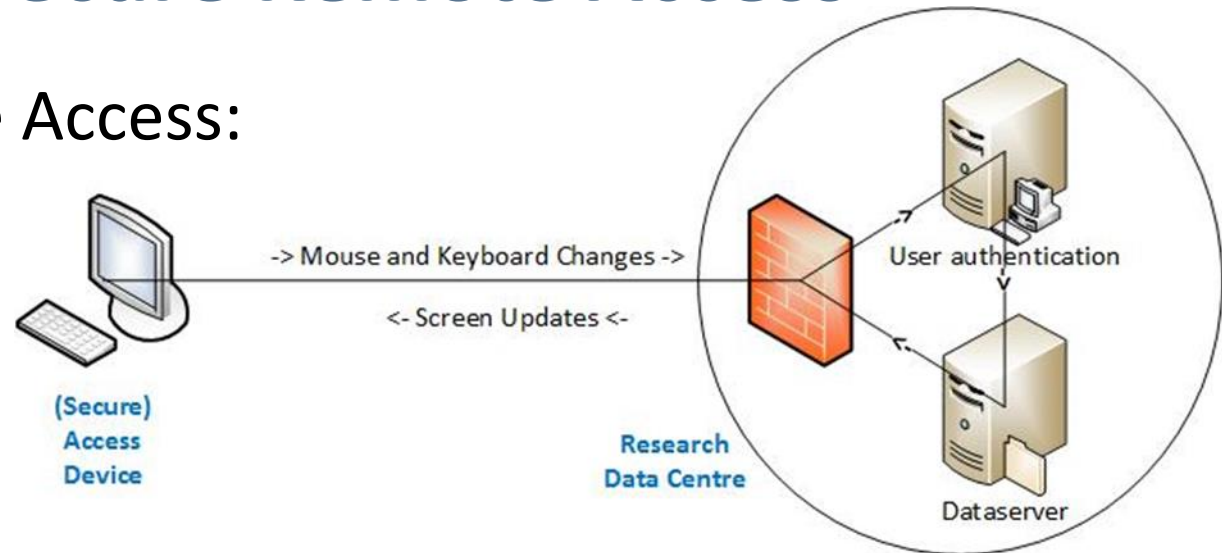 Access:
-> Mouse and Keyboard Changes ->
<- Screen Updates <-
User authentication
(Secure)
Access
Device
Research
Data Centre
Dataserver